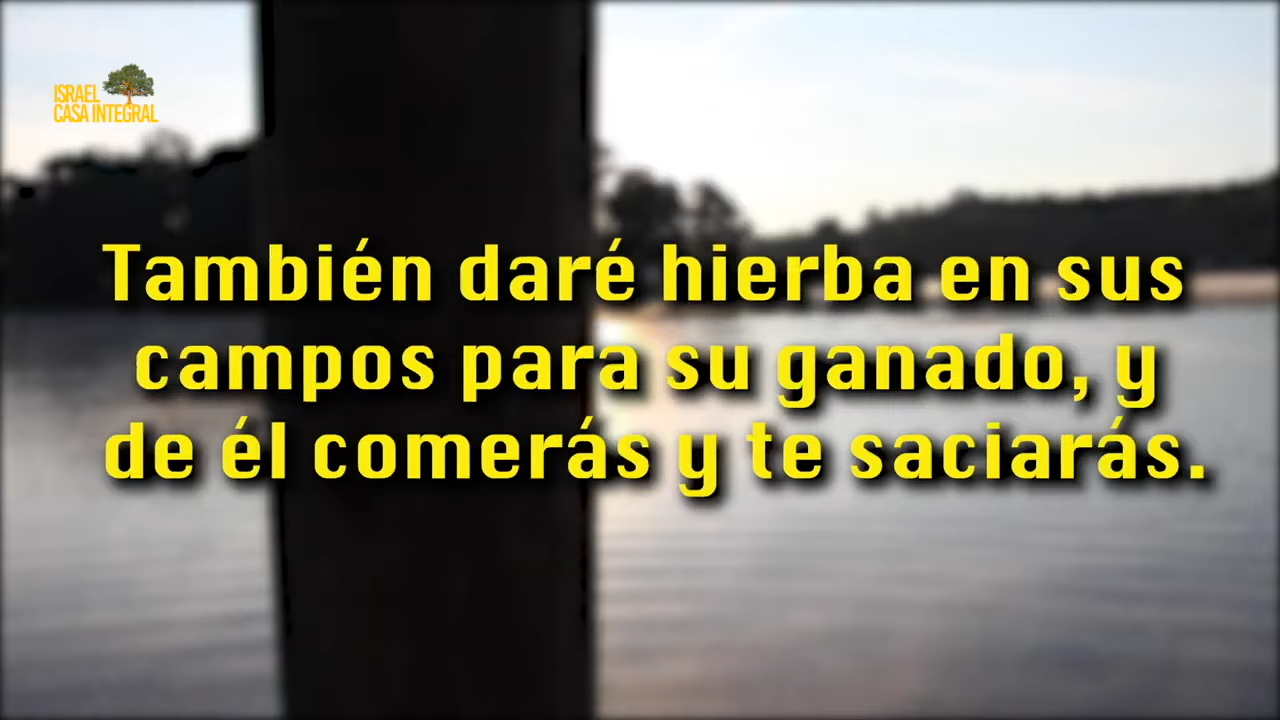 ISRAEL
CASA INTEGRAL
También daré hierba en sus
campos para su ganado, y
de él comerás y te saciarás.